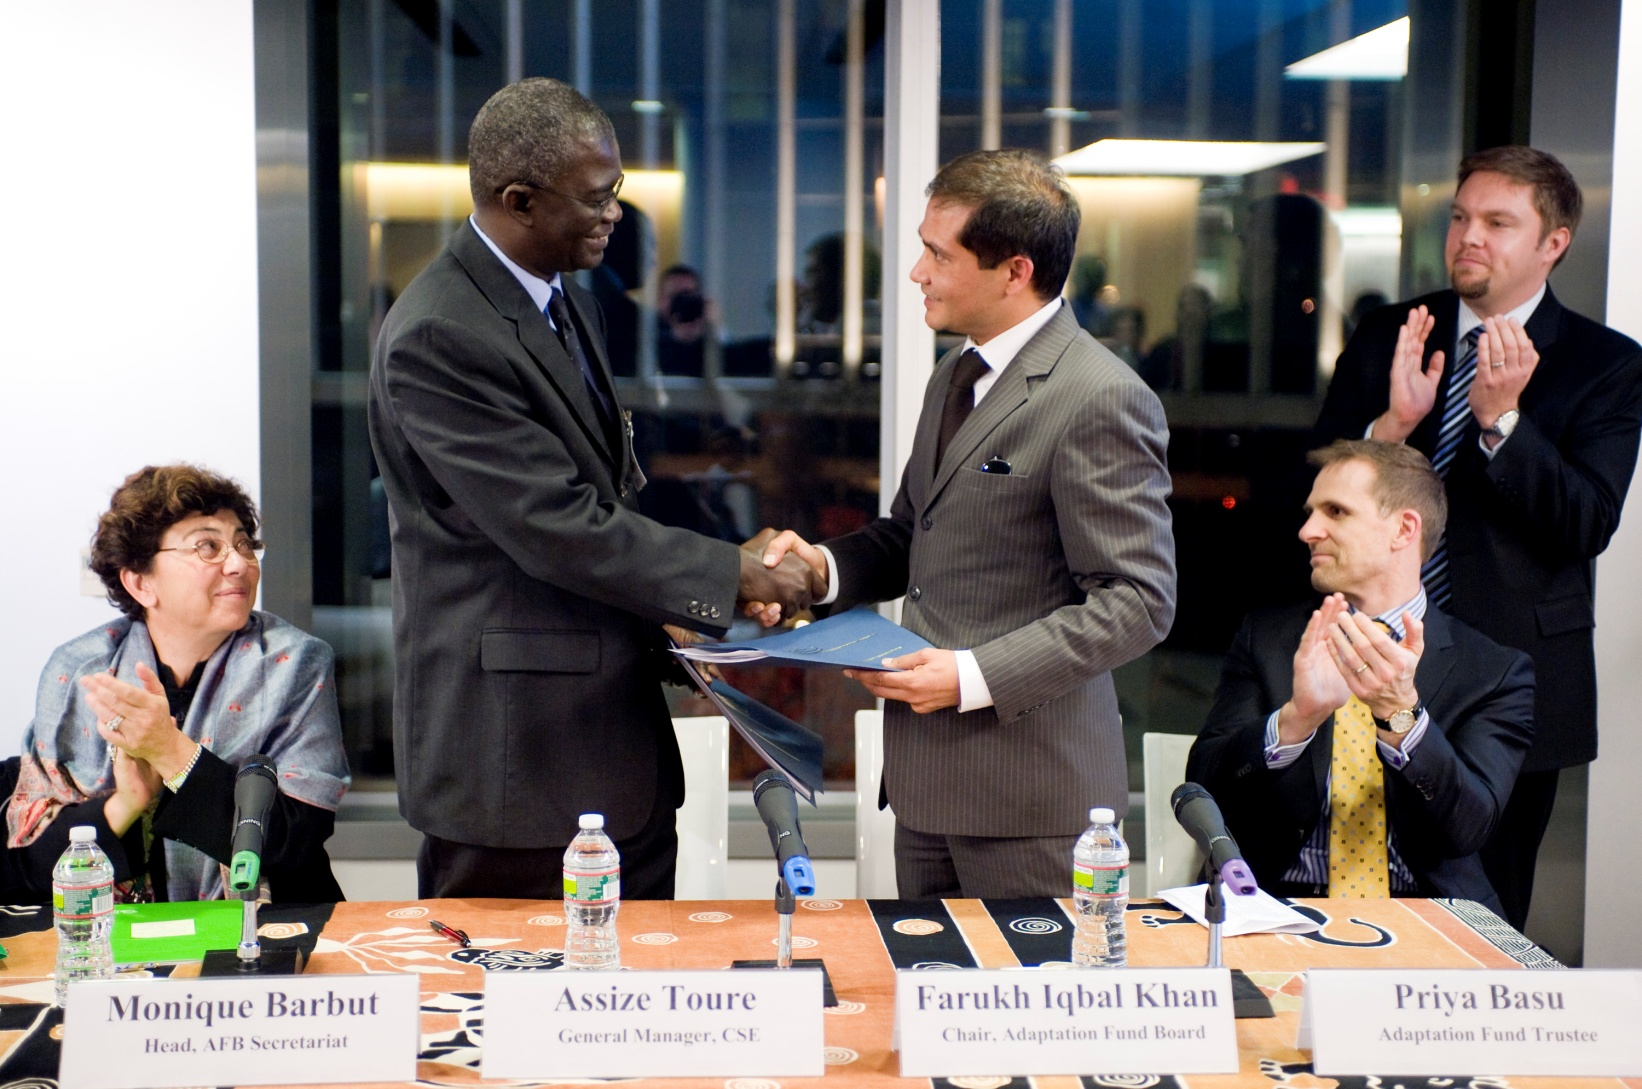 Monique Barbut
Head, AFB Secretariat
Assize Toure
General Manager, CSE
Farukh Iqbal Khan
Chair, Adaptation Fund Board
Priya Basu
Adaptation Fund Trustee